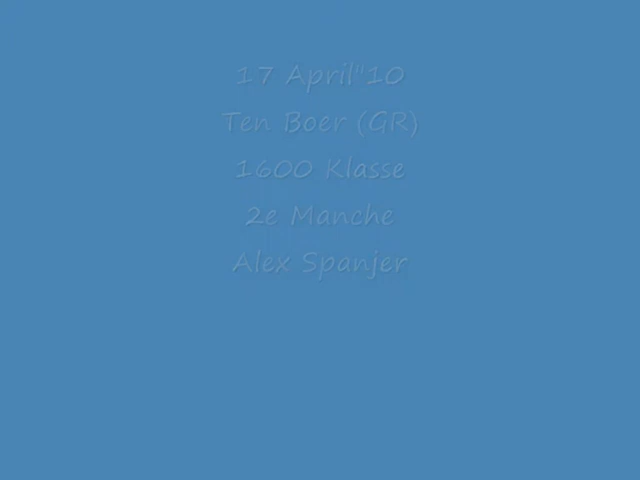 17 April"10
Ten Boer (GR)
1600 Klasse
2e Manche
Alex Spanjer